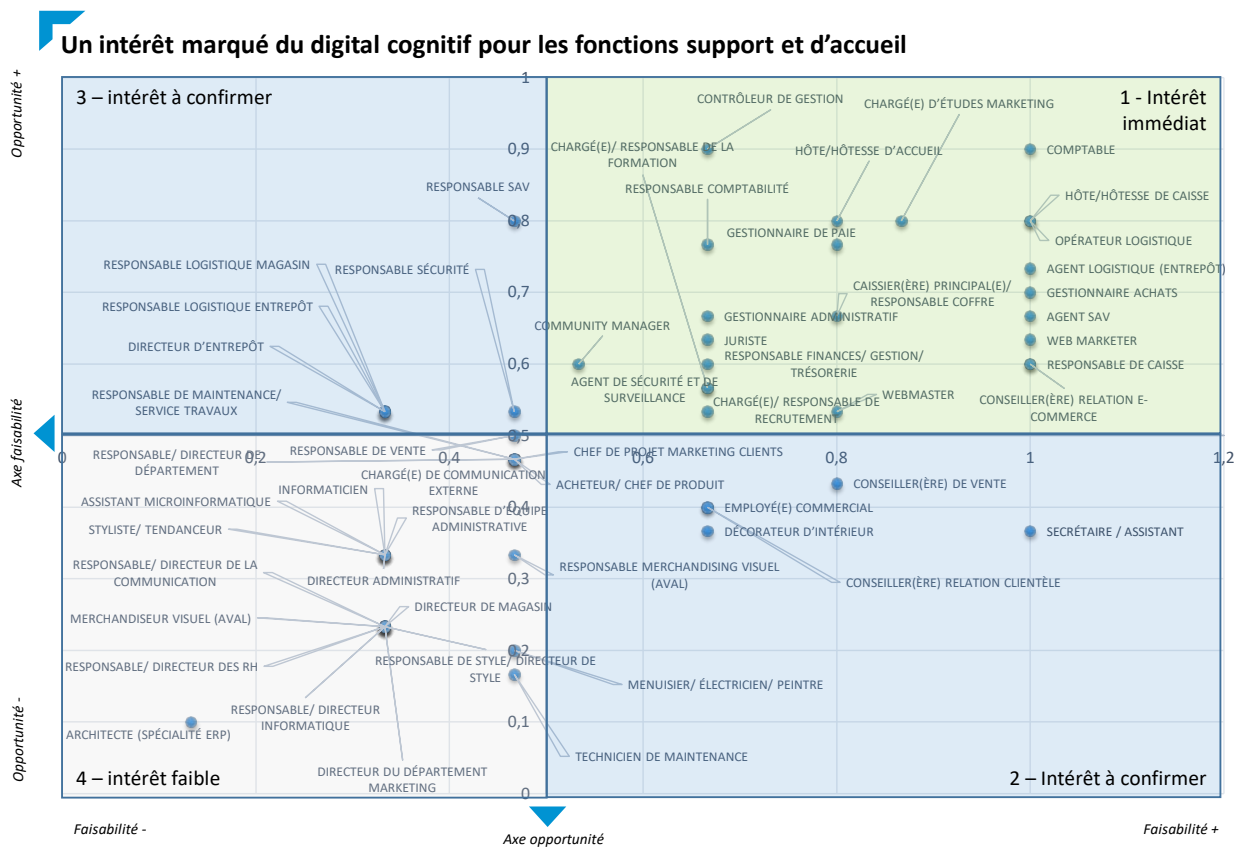 Un intérêt marqué du digital cognitif pour les fonctions support et d’accueil
Opportunité +
Axe faisabilité
Opportunité -
3 – intérêt à confirmer
1 - Intérêt
immédiat
1
CONTRÔLEUR DE GESTION
CHARGÉ(E) D’ÉTUDES MARKETING
0,9
CHARGÉ(E)/ RESPONSABLE DE LA
FORMATION
HÔTE/HÔTESSE D’ACCUEIL
COMPTABLE
RESPONSABLE SAV
RESPONSABLE COMPTABILITÉ
HÔTE/HÔTESSE DE CAISSE
0,8
GESTIONNAIRE DE PAIE
OPÉRATEUR LOGISTIQUE
RESPONSABLE LOGISTIQUE MAGASIN
RESPONSABLE SÉCURITÉ
AGENT LOGISTIQUE (ENTREPÔT)
0,7
CAISSIER(ÈRE) PRINCIPAL(E)/
RESPONSABLE COFFRE
GESTIONNAIRE ACHATS
RESPONSABLE LOGISTIQUE ENTREPÔT
COMMUNITY MANAGER
GESTIONNAIRE ADMINISTRATIF
AGENT SAV
DIRECTEUR D’ENTREPÔT
JURISTE
WEB MARKETER
0,6
RESPONSABLE FINANCES/ GESTION/
TRÉSORERIE
RESPONSABLE DE CAISSE
RESPONSABLE DE MAINTENANCE/
SERVICE TRAVAUX
AGENT DE SÉCURITÉ ET DE
SURVEILLANCE
CHARGÉ(E)/ RESPONSABLE DE
RECRUTEMENT
WEBMASTER
CONSEILLER(ÈRE) RELATION E-
COMMERCE
0,5
0
0,2
0,4
0,6
0,8
1
1,2
RESPONSABLE/ DIRECTEUR DE
DÉPARTEMENT
RESPONSABLE DE VENTE
CHEF DE PROJET MARKETING CLIENTS
CHARGÉ(E) DE COMMUNICATION
EXTERNE
ACHETEUR/ CHEF DE PRODUIT
CONSEILLER(ÈRE) DE VENTE
INFORMATICIEN
ASSISTANT MICROINFORMATIQUE
0,4
RESPONSABLE D’EQUIPE
ADMINISTRATIVE
EMPLOYÉ(E) COMMERCIAL
STYLISTE/ TENDANCEUR
DÉCORATEUR D’INTÉRIEUR
SECRÉTAIRE / ASSISTANT
RESPONSABLE/ DIRECTEUR DE LA
COMMUNICATION
DIRECTEUR ADMINISTRATIF
0,3
RESPONSABLE MERCHANDISING VISUEL
(AVAL)
CONSEILLER(ÈRE) RELATION CLIENTÈLE
DIRECTEUR DE MAGASIN
MERCHANDISEUR VISUEL (AVAL)
0,2
RESPONSABLE/ DIRECTEUR DES RH
RESPONSABLE DE STYLE/ DIRECTEUR DE
STYLE
MENUISIER/ ÉLECTRICIEN/ PEINTRE
RESPONSABLE/ DIRECTEUR
INFORMATIQUE
0,1
ARCHITECTE (SPÉCIALITÉ ERP)
TECHNICIEN DE MAINTENANCE
DIRECTEUR DU DÉPARTEMENT
MARKETING
4 – intérêt faible
0
2 – Intérêt à confirmer
Faisabilité -
Axe opportunité
Faisabilité +